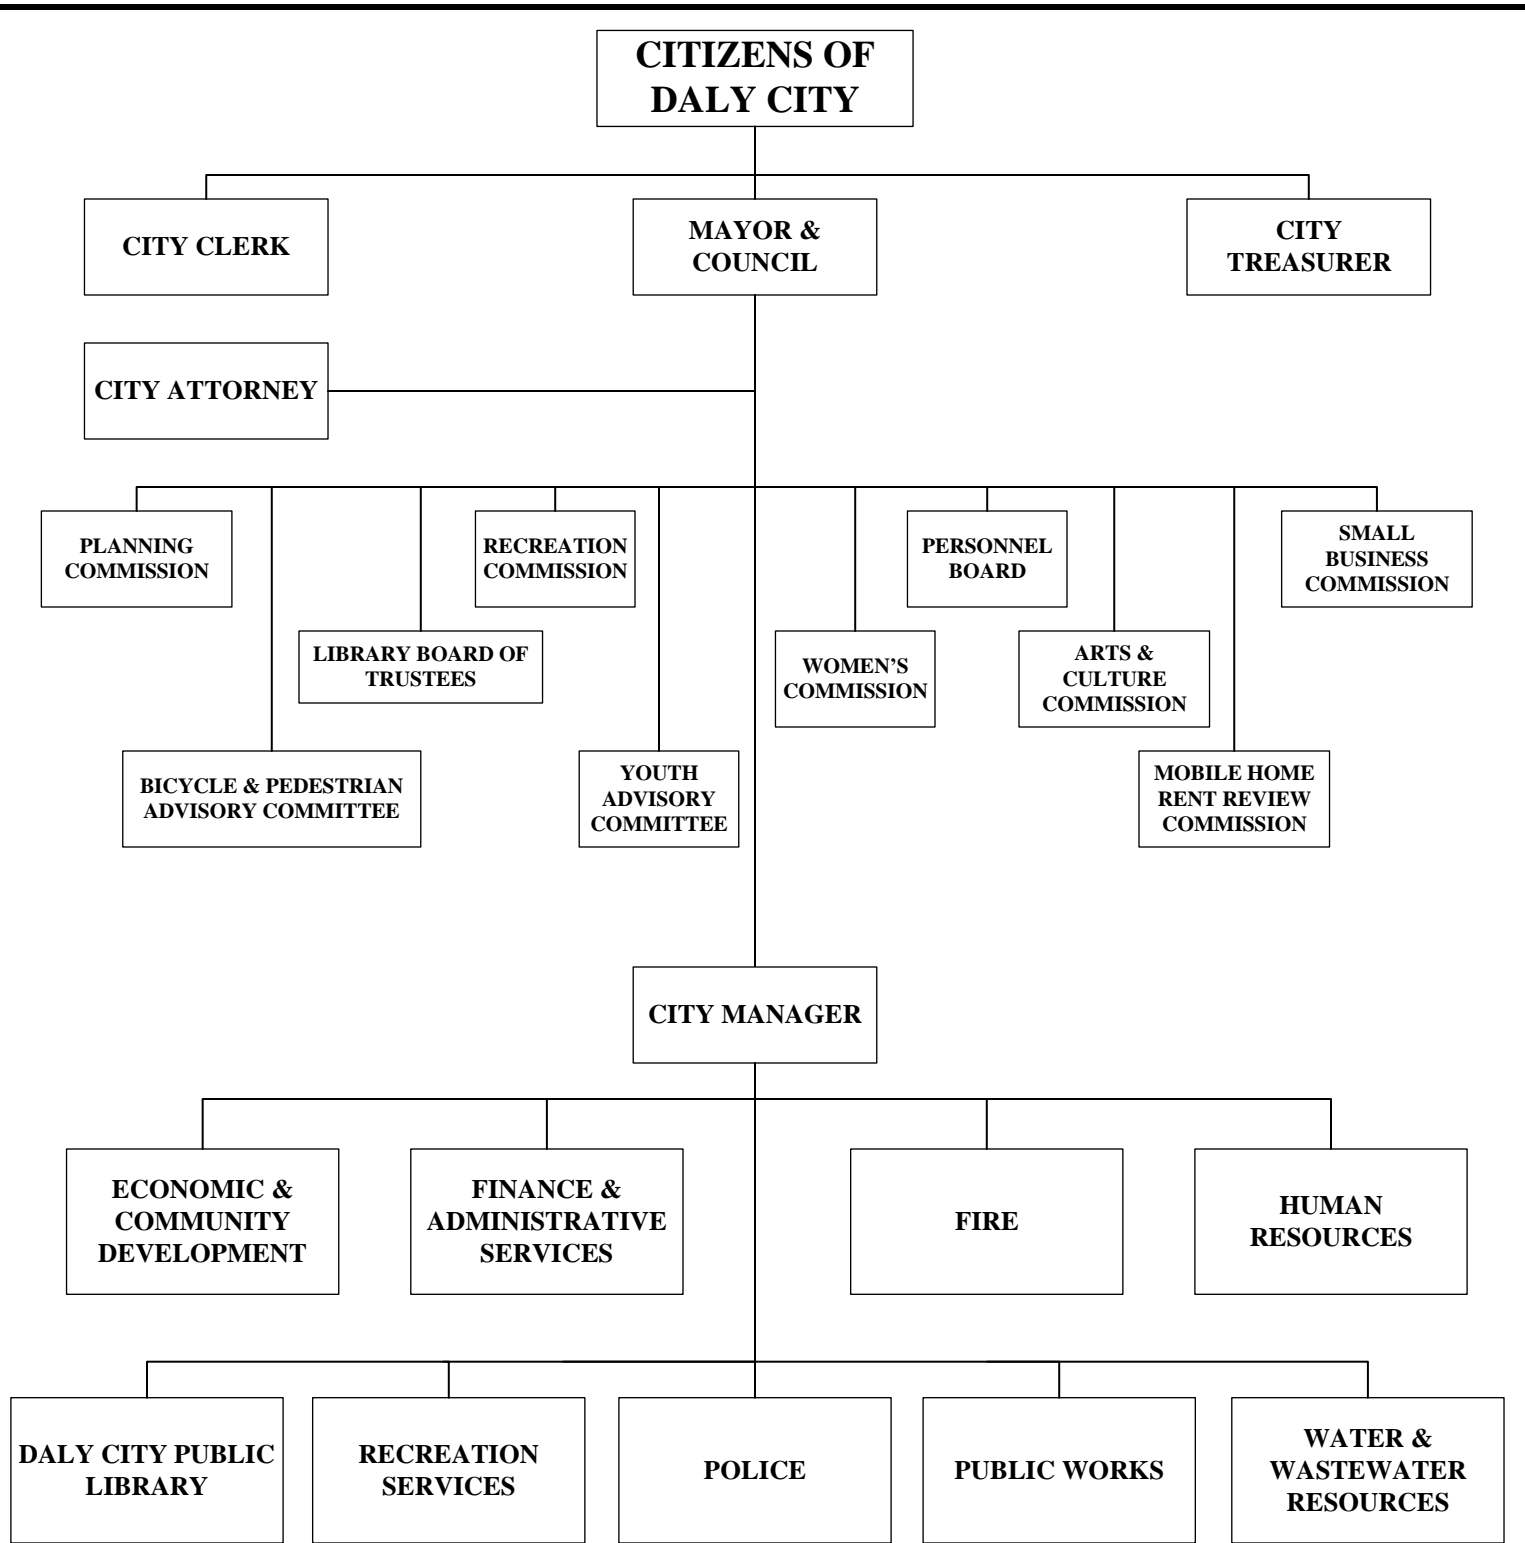 CITIZENS OF
DALY CITY
CITY CLERK
MAYOR &
COUNCIL
CITY
TREASURER
CITY ATTORNEY
PLANNING
COMMISSION
RECREATION
COMMISSION
PERSONNEL
BOARD
SMALL
BUSINESS
COMMISSION
LIBRARY BOARD OF
TRUSTEES
WOMEN’S
COMMISSION
ARTS &
CULTURE
COMMISSION
BICYCLE & PEDESTRIAN
ADVISORY COMMITTEE
YOUTH
ADVISORY
COMMITTEE
MOBILE HOME
RENT REVIEW
COMMISSION
CITY MANAGER
ECONOMIC &
COMMUNITY
DEVELOPMENT
FINANCE &
ADMINISTRATIVE
SERVICES
FIRE
HUMAN
RESOURCES
DALY CITY PUBLIC
LIBRARY
RECREATION
SERVICES
POLICE
PUBLIC WORKS
WATER &
WASTEWATER
RESOURCES